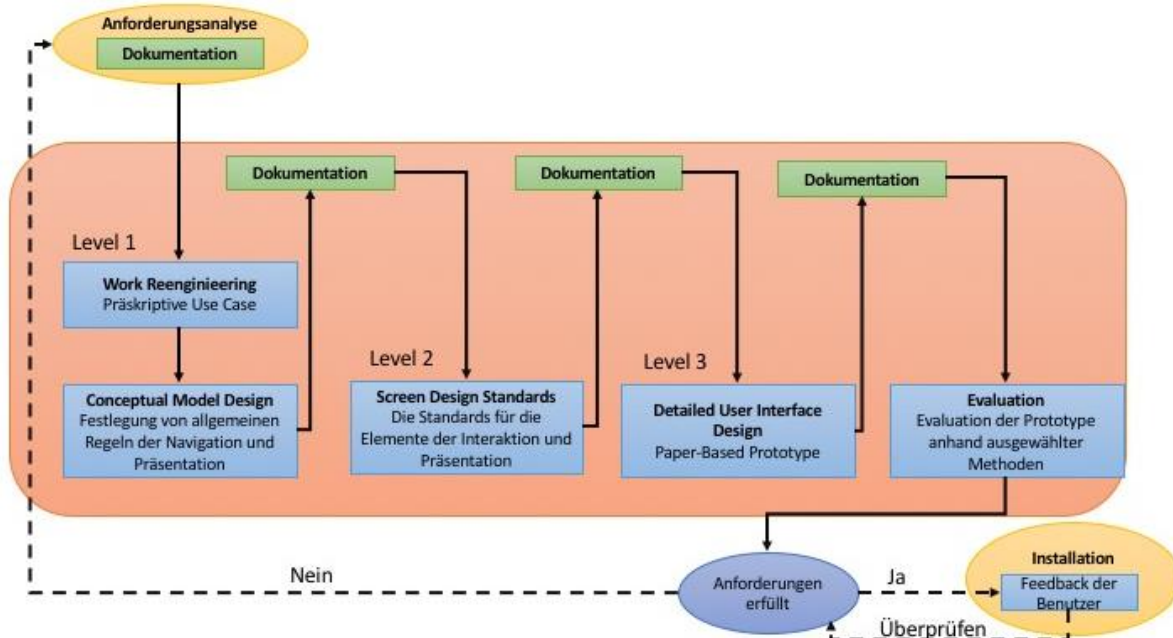 Anforderungsanalyse
Dokumentation
Dokumentation
Dokumentation
Dokumentation
Level 1
Work Reenginieering
Präskriptive Use Case
Conceptual Model Design
Festlegung von allgemeinen
Regeln der Navigation und
Präsentation
Level 2
Screen Design Standards
Die Standards für die
Elemente der Interaktion und
Präsentation
Level 3
Detailed User Interface
Design
Paper-Based Prototype
Evaluation
Evaluation der Prototype
anhand ausgewählter
Methoden
Nein
Anforderungen
erfüllt
Ja
Installation
Feedback der
Benutzer
Überprüfen